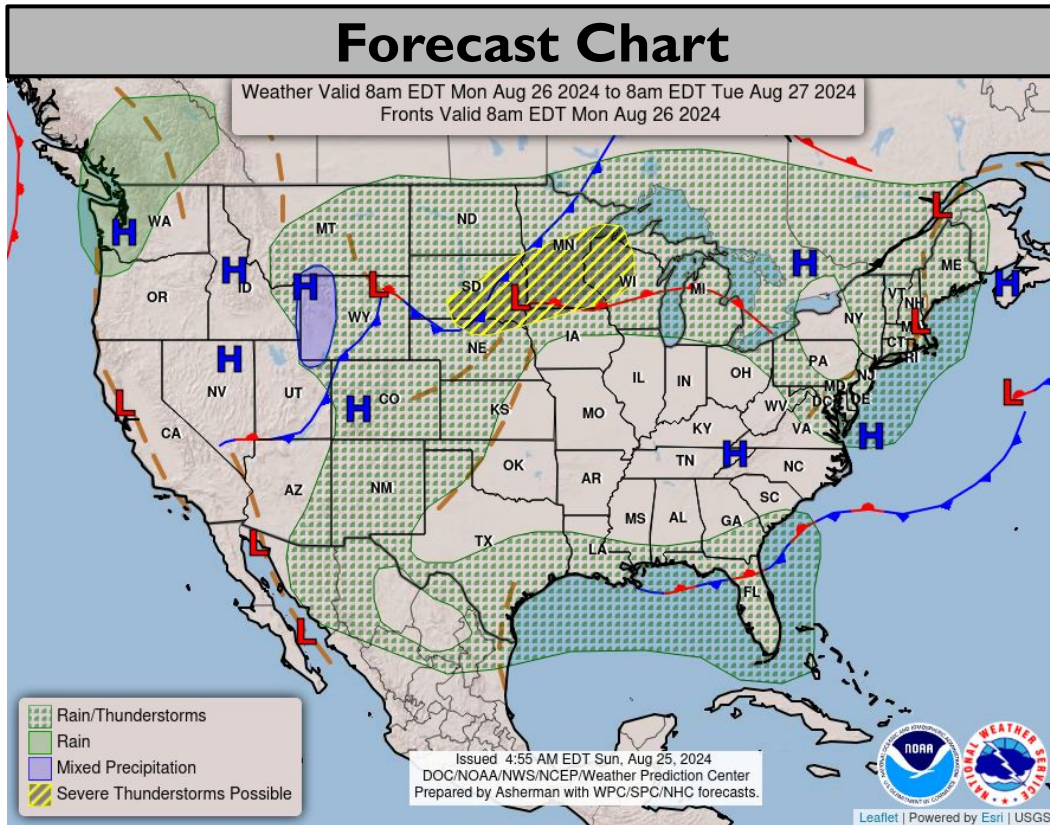 Forecast Chart
Weather Valid 8am EDT Mon Aug 26 2024 to 8am EDT Tue Aug 27 2024
Fronts Valid 8am EDT Mon Aug 26 2024
WA
H
OR
H
ID
MT
H
L
WY
ND
SD
MN
L
WI
MI
H
L
ME
H
VT
NH
L
NY
CT
RI
NE
IA
PA
NJ
MD
DE
DC
H
NV
UT
H
CO
L
CA
KS
MO
IL
IN
OH
WV
VA
KY
H
L
H
AZ
NM
OK
AR
TN
NC
SC
MS
AL
GA
TX
LA
FL
L
L
Rain/Thunderstorms
Rain
Mixed Precipitation
Severe Thunderstorms Possible
Issued 4:55 AM EDT Sun, Aug 25, 2024
DOC/NOAA/NWS/NCEP/Weather Prediction Center
Prepared by Asherman with WPC/SPC/NHC forecasts.
NOAA
NATIONAL WEATHER SERVICE
Leaflet | Powered by Esri | USGS